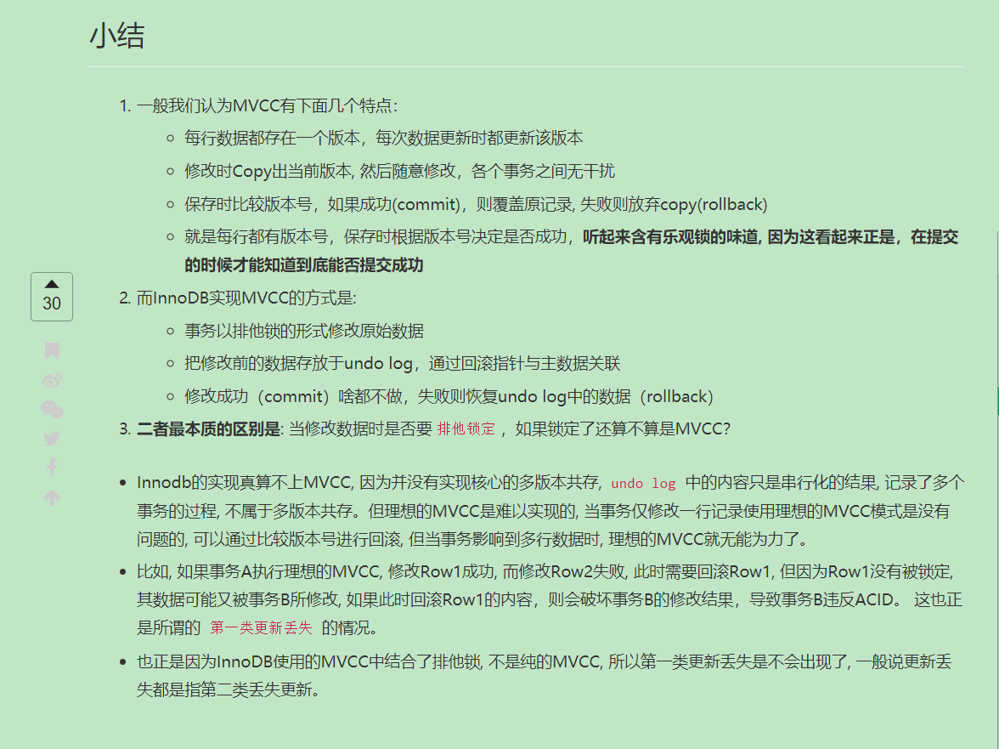 小结
1. 一般我们认为MVCC有下面几个特点：
每行数据都存在一个版本，每次数据更新时都更新该版本
修改时Copy出当前版本, 然后随意修改，各个事务之间无干扰
保存时比较版本号，如果成功(commit)，则覆盖原记录, 失败则放弃copy(rollback)
就是每行都有版本号，保存时根据版本号决定是否成功，听起来含有乐观锁的味道, 因为这看起来正是，在提交
的时候才能知道到底能否提交成功
2. 而InnoDB实现MVCC的方式是:
事务以排他锁的形式修改原始数据
把修改前的数据存放于undo log，通过回滚指针与主数据关联
修改成功（commit）啥都不做，失败则恢复undo log中的数据（rollback）
3. 二者最本质的区别是: 当修改数据时是否要 排他锁定 ，如果锁定了还算不算是MVCC?
Innodb的实现真算不上MVCC, 因为并没有实现核心的多版本共存, undo log 中的内容只是串行化的结果, 记录了多个
事务的过程, 不属于多版本共存。但理想的MVCC是难以实现的, 当事务仅修改一行记录使用理想的MVCC模式是没有
问题的, 可以通过比较版本号进行回滚, 但当事务影响到多行数据时, 理想的MVCC就无能为力了。
比如, 如果事务A执行理想的MVCC, 修改Row1成功, 而修改Row2失败, 此时需要回滚Row1, 但因为Row1没有被锁定,
其数据可能又被事务B所修改, 如果此时回滚Row1的内容，则会破坏事务B的修改结果，导致事务B违反ACID。 这也正
是所谓的 第一类更新丢失 的情况。
也正是因为InnoDB使用的MVCC中结合了排他锁, 不是纯的MVCC, 所以第一类更新丢失是不会出现了, 一般说更新丢
失都是指第二类丢失更新。
30